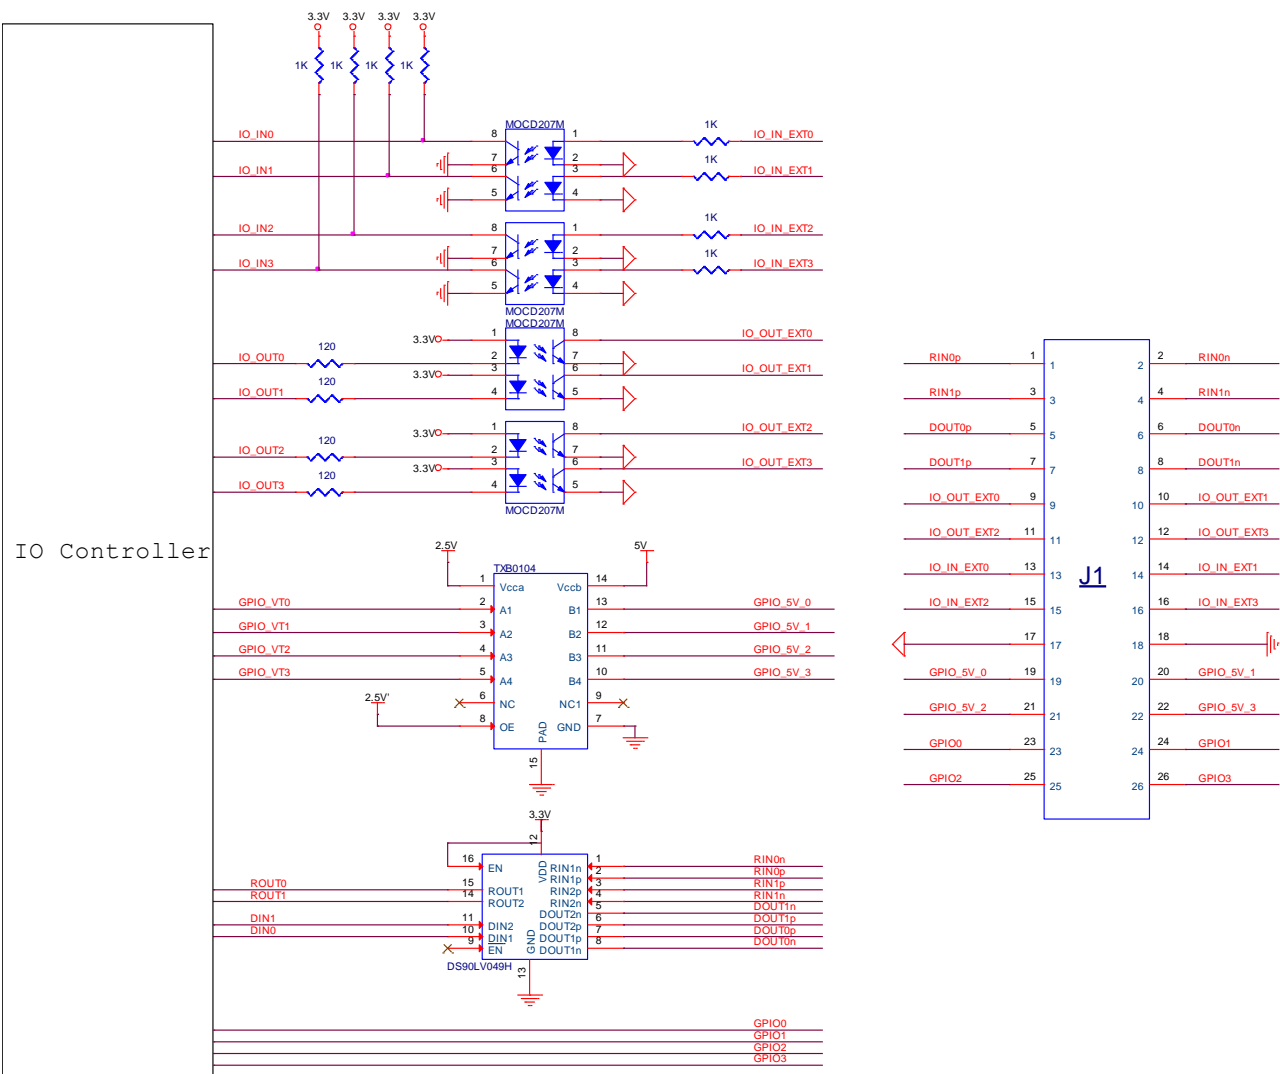 3.3V 3.3V 3.3V 3.3V
1K 1K 1K 1K
MOCD207M
IO_IN0 8 1 1K IO_IN_EXT0
7 2
IO_IN1 6 3 1K IO_IN_EXT1
5 4
IO_IN2 8 1 1K IO_IN_EXT2
7 2
IO_IN3 6 3 1K IO_IN_EXT3
5 4
MOCD207M
MOCD207M
3.3V 1 8 IO_OUT_EXT0
IO_OUT0 120 2 7
3.3V 3 6 IO_OUT_EXT1
IO_OUT1 120 4 5
3.3V 1 8 IO_OUT_EXT2
IO_OUT2 120 2 7
3.3V 3 6 IO_OUT_EXT3
IO_OUT3 120 4 5
MOCD207M
IO Controller
2.5V 5V
TXB0104
1 Vcca Vccb 14
GPIO_VT0 2 A1 B1 13 GPIO_5V_0
GPIO_VT1 3 A2 B2 12 GPIO_5V_1
GPIO_VT2 4 A3 B3 11 GPIO_5V_2
GPIO_VT3 5 A4 B4 10 GPIO_5V_3
6 NC NC1 9
2.5V' 8 OE PAD GND 7
15
3.3V
12
16 EN VDD RIN1n 1 RIN0n
RIN1p 2 RIN0p
ROUT0 15 ROUT1 RIN2p 3 RIN1p
ROUT1 14 ROUT2 RIN2n 4 RIN1n
DOUT2n 5 DOUT1n
DIN1 11 DIN2 DOUT2p 6 DOUT1p
DIN0 10 DIN1 DOUT1p 7 DOUT0p
9 EN GND DOUT1n 8 DOUT0n
DS90LV049H
13
GPIO0
GPIO1
GPIO2
GPIO3
J1
RIN0p 1 1 2 2 RIN0n
RIN1p 3 3 4 4 RIN1n
DOUT0p 5 5 6 6 DOUT0n
DOUT1p 7 7 8 8 DOUT1n
IO_OUT_EXT0 9 9 10 10 IO_OUT_EXT1
IO_OUT_EXT2 11 11 12 12 IO_OUT_EXT3
IO_IN_EXT0 13 13 14 14 IO_IN_EXT1
IO_IN_EXT2 15 15 16 16 IO_IN_EXT3
17 17 18 18
GPIO_5V_0 19 19 20 20 GPIO_5V_1
GPIO_5V_2 21 21 22 22 GPIO_5V_3
GPIO0 23 23 24 24 GPIO1
GPIO2 25 25 26 26 GPIO3